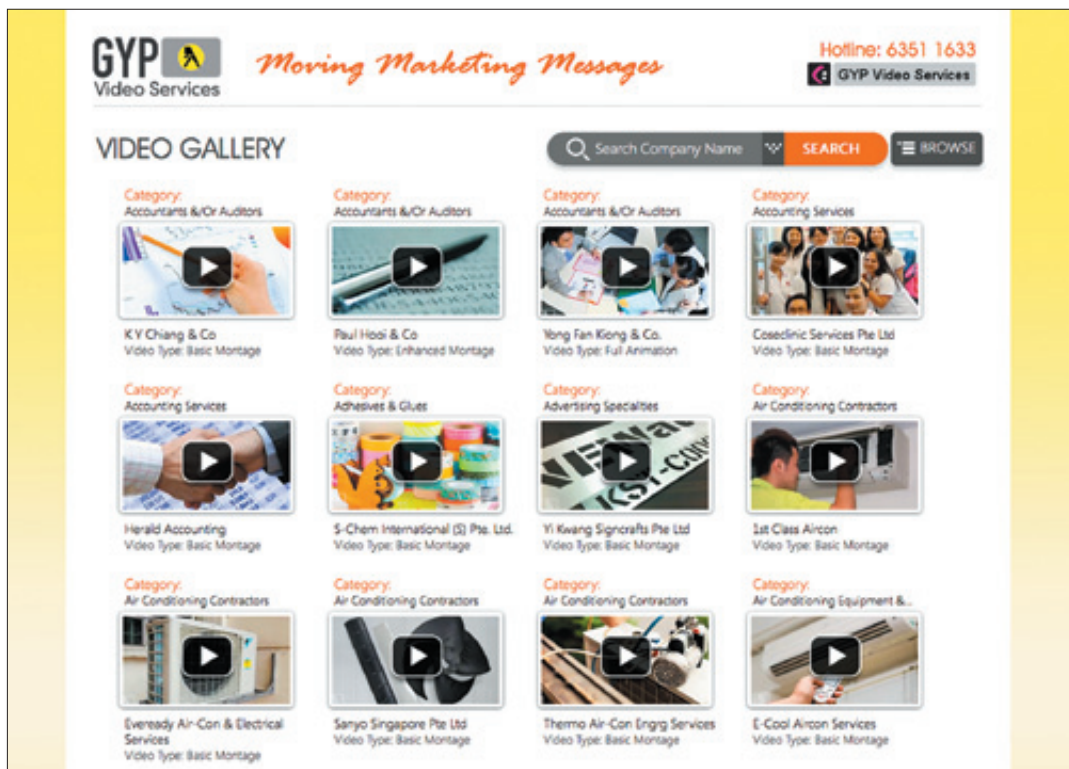 GYP
Video Services
Moving Marketing Messages
Hotline: 6351 1633
GYP Video Services
VIDEO GALLERY
Search Company Name
SEARCH
BROWSE
Category: Category: Category: Category:
Accountants &/Or Auditors Accountants &/Or Auditors Accountants &/Or Auditors Accounting Services
K Y Chiang & Co Paul Hooi & Co Yong Fan Kiong & Co. Coseclinic Services Pte Ltd
Video Type: Basic Montage Video Type: Enhanced Montage Video Type: Full Animation Video Type: Basic Montage
Category: Category: Category: Category:
Accounting Services Adhesives & Glues Advertising Specialities Air Conditioning Contractors
Herald Accounting S-Chem International (S) Pte. Ltd. Yi Kwang Signcrafts Pte Ltd 1st Class Aircon
Video Type: Basic Montage Video Type: Basic Montage Video Type: Basic Montage Video Type: Basic Montage
Category: Category: Category: Category:
Air Conditioning Contractors Air Conditioning Contractors Air Conditioning Contractors Air Conditioning Equipment &...
Eveready Air-Con & Electrical Sanyo Singapore Pte Ltd Thermo Air-Con Engrg Services E-Cool Aircon Services
Services Video Type: Basic Montage Video Type: Basic Montage Video Type: Basic Montage
Video Type: Basic Montage